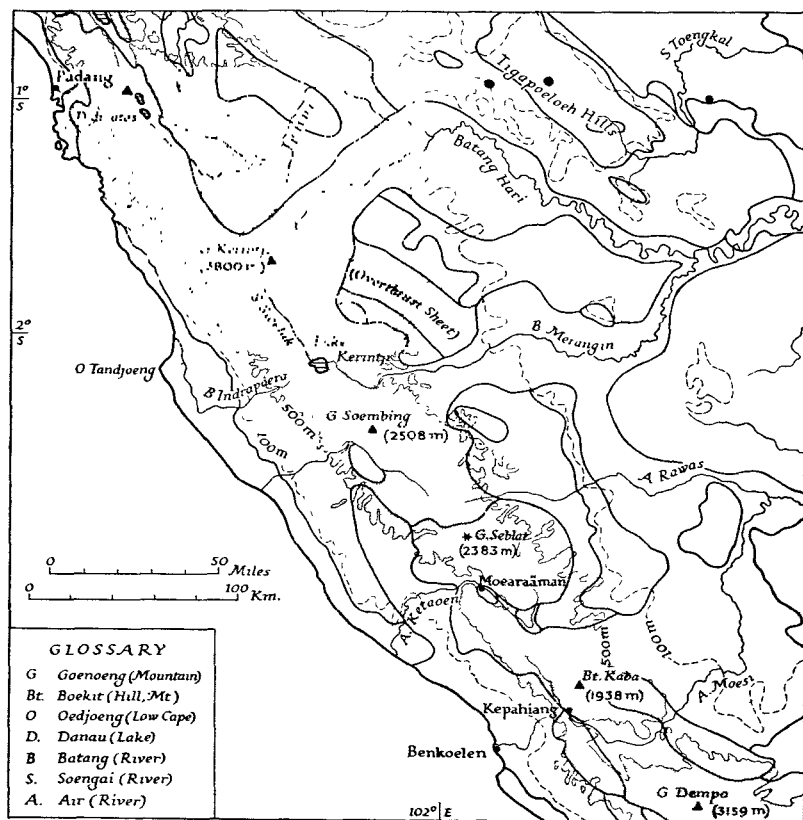 1°
S
Padang
Tigapoeloeh Hills
S Toengkal
Batang Hari
(3800 m)
(Overthrust Sheet)
2°
S
B Merangin
Kerintji
O Tandjoeng
B Indrapoera
500m's
100m
G Soembing
(2508 m)
A Rawas
G. Seblat
(2383 m)
Moearaäman
A. Ketaoen
0 50 Miles
0 100 Km.
500m
100m
Bt. Kaba
(1938 m)
A. Moesi
Kepahiang
Benkoelen
G Dempo
(3159 m)
102° E
GLOSSARY
G Goenoeng (Mountain)
Bt. Boekit (Hill, Mt)
O Oedjoeng (Low Cape)
D. Danau (Lake)
B Batang (River)
S. Soengai (River)
A. Air (River)